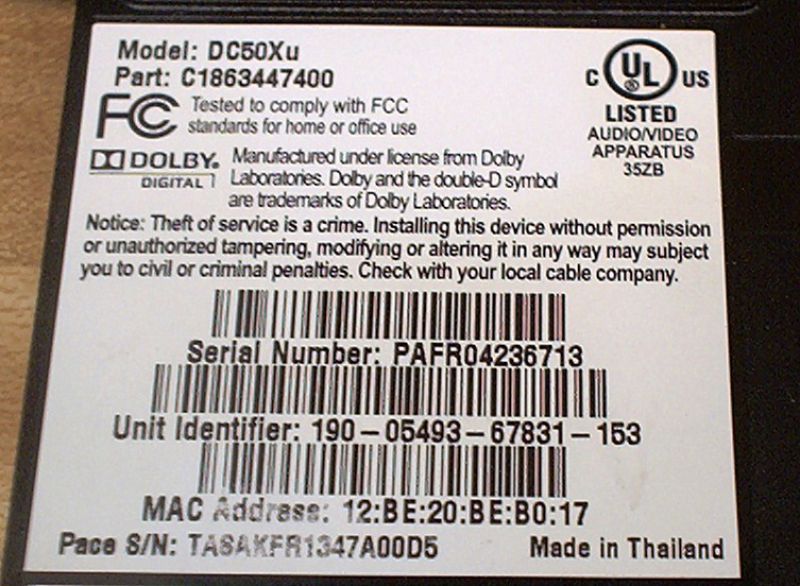 Model: DC50Xu
Part: C1863447400
FC Tested to comply with FCC
standards for home or office use
C UL US
®
LISTED
AUDIO/VIDEO
APPARATUS
35ZB
DOLBY®
DIGITAL
Manufactured under license from Dolby
Laboratories. Dolby and the double-D symbol
are trademarks of Dolby Laboratories.
Notice: Theft of service is a crime. Installing this device without permission
or unauthorized tampering, modifying or altering it in any way may subject
you to civil or criminal penalties. Check with your local cable company.
Serial Number: PAFR04236713
Unit Identifier: 190-05493-67831-153
MAC Address: 12:BE:20:BE:B0:17
Pace S/N: TASAKFR1347A00D5
Made in Thailand